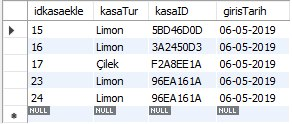 idkasaekle kasaTur kasaID girisTarih
15 Limon 5BD46D0D 06-05-2019
16 Limon 3A2450D3 06-05-2019
17 Çilek F2A8EE1A 06-05-2019
23 Limon 96EA161A 06-05-2019
24 Limon 96EA161A 06-05-2019
NULL NULL NULL NULL